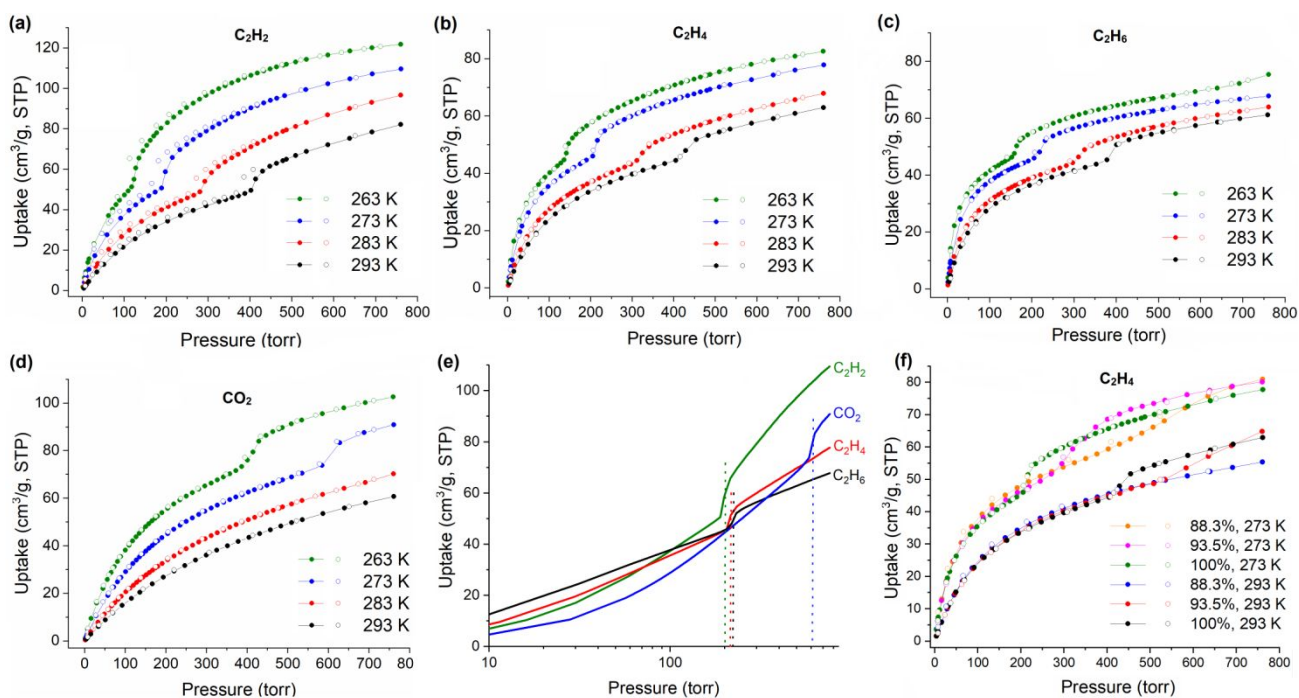 (a)
C₂H₂
Uptake (cm³/g, STP)
120
100
80
60
40
20
0
263 K
273 K
283 K
293 K
0 100 200 300 400 500 600 700 800
Pressure (torr)
(b)
C₂H₄
Uptake (cm³/g, STP)
80
60
40
20
0
263 K
273 K
283 K
293 K
0 100 200 300 400 500 600 700 800
Pressure (torr)
(c)
C₂H₆
Uptake (cm³/g, STP)
80
60
40
20
0
263 K
273 K
283 K
293 K
0 100 200 300 400 500 600 700 800
Pressure (torr)
(d)
CO₂
Uptake (cm³/g, STP)
100
80
60
40
20
0
263 K
273 K
283 K
293 K
0 100 200 300 400 500 600 700 80
Pressure (torr)
(e)
Uptake (cm³/g, STP)
100
80
60
40
20
0
C₂H₂
CO₂
C₂H₄
C₂H₆
10 100
Pressure (torr)
(f)
C₂H₄
Uptake (cm³/g, STP)
80
70
60
50
40
30
20
10
0
88.3%, 273 K
93.5%, 273 K
100%, 273 K
88.3%, 293 K
93.5%, 293 K
100%, 293 K
0 100 200 300 400 500 600 700 800
Pressure (torr)